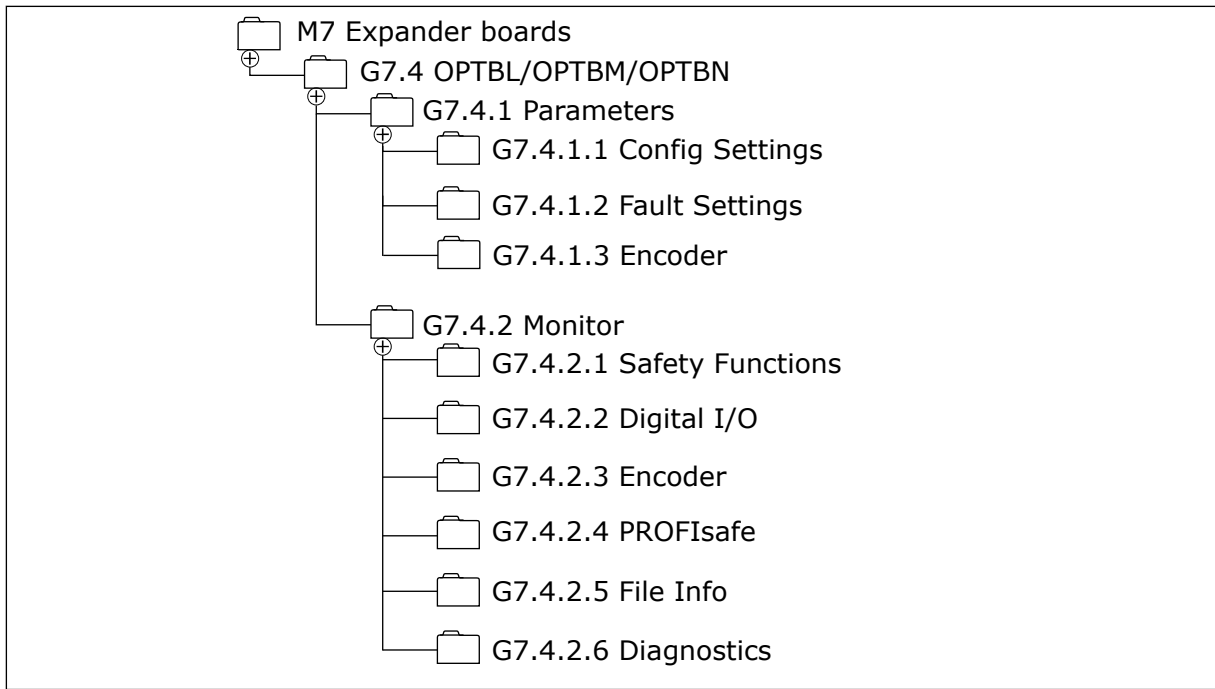 M7 Expander boards
G7.4 OPTBL/OPTBM/OPTBN
G7.4.1 Parameters
G7.4.1.1 Config Settings
G7.4.1.2 Fault Settings
G7.4.1.3 Encoder
G7.4.2 Monitor
G7.4.2.1 Safety Functions
G7.4.2.2 Digital I/O
G7.4.2.3 Encoder
G7.4.2.4 PROFIsafe
G7.4.2.5 File Info
G7.4.2.6 Diagnostics